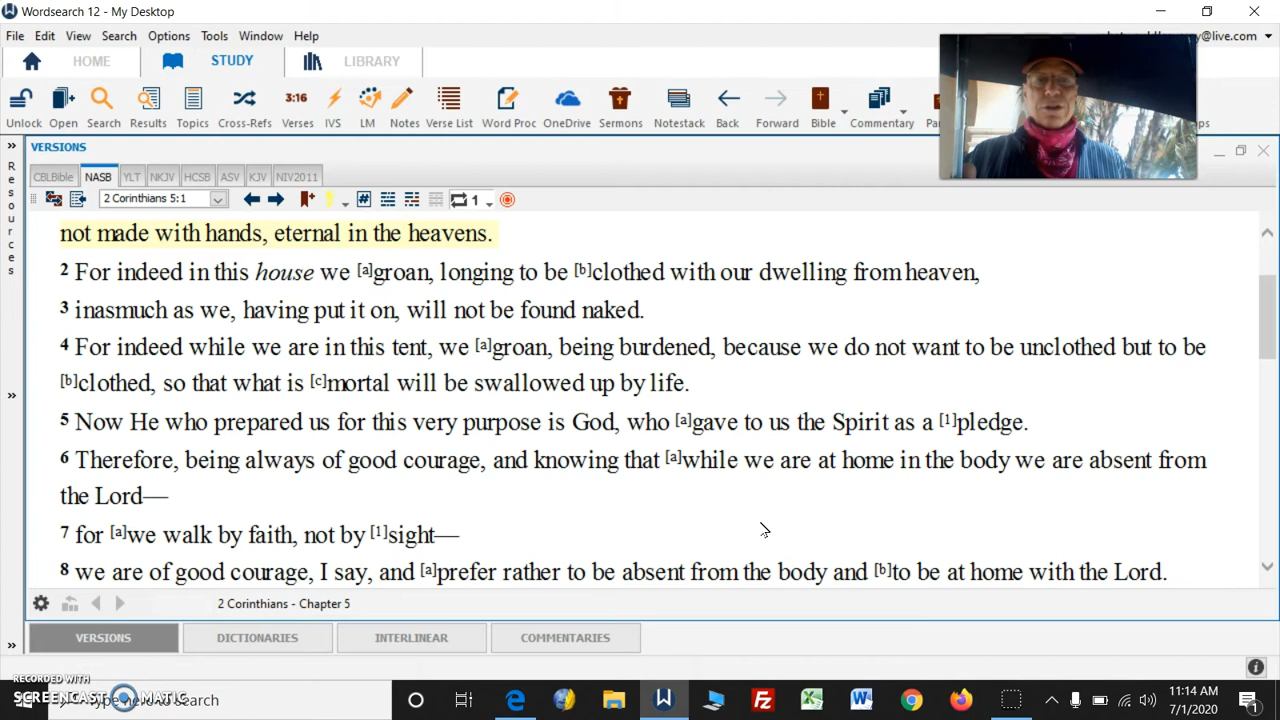 Wordsearch 12 - My Desktop
File Edit View Search Options Tools Window Help
y@live.com
HOME STUDY LIBRARY
3:16
Unlock Open Search Results Topics Cross-Refs Verses IVS LM Notes Verse List Word Proc OneDrive Sermons Notestack Back Forward Bible Commentary
VERSIONS
CBLBible NASB YLT NKJV HCSB ASV KJV NIV2011
2 Corinthians 5:1
# 1
Resources
not made with hands, eternal in the heavens.
2 For indeed in this house we [a]groan, longing to be [b]clothed with our dwelling from heaven,
3 inasmuch as we, having put it on, will not be found naked.
4 For indeed while we are in this tent, we [a]groan, being burdened, because we do not want to be unclothed but to be
[b]clothed, so that what is [c]mortal will be swallowed up by life.
5 Now He who prepared us for this very purpose is God, who [a]gave to us the Spirit as a [1]pledge.
6 Therefore, being always of good courage, and knowing that [a]while we are at home in the body we are absent from
the Lord—
7 for [a]we walk by faith, not by [1]sight—
8 we are of good courage, I say, and [a]prefer rather to be absent from the body and [b]to be at home with the Lord.
2 Corinthians - Chapter 5
VERSIONS DICTIONARIES INTERLINEAR COMMENTARIES
RECORDED WITH
SCREENCAST MATIC
Type here to search
11:14 AM
7/1/2020